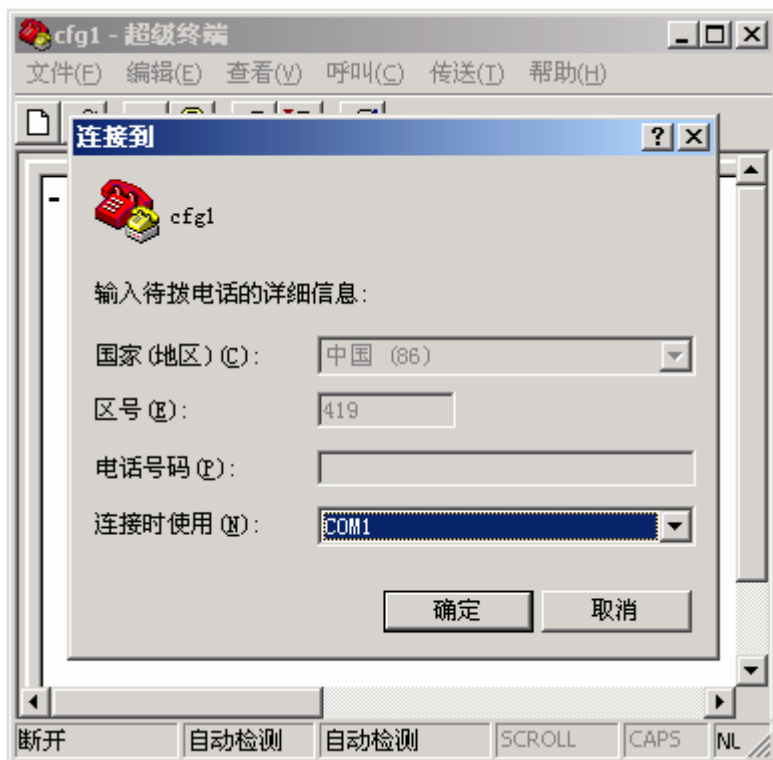 cfg1 - 超级终端
文件(F) 编辑(E) 查看(V) 呼叫(C) 传送(T) 帮助(H)
连接到
cfg1
输入待拨电话的详细信息:
国家(地区)(C): 中国 (86)
区号(E): 419
电话号码(P):
连接时使用(N): COM1
确定 取消
断开 自动检测 自动检测 SCROLL CAPS NU